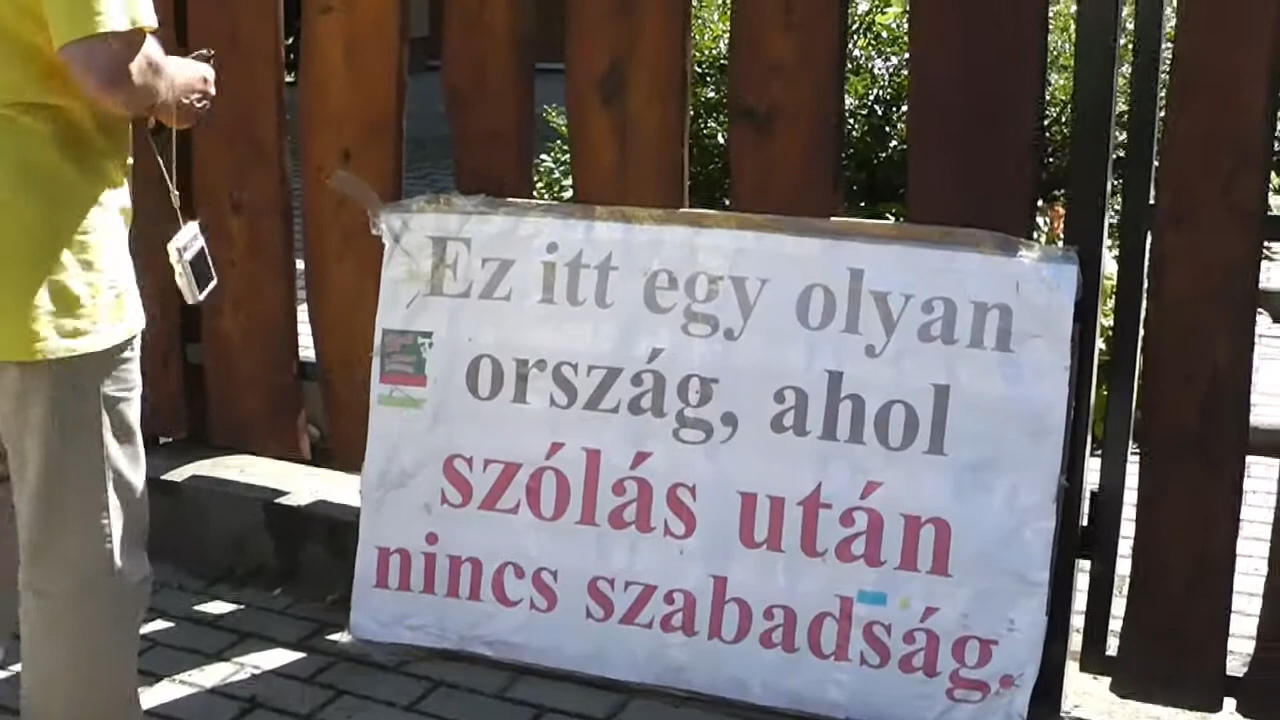 Ez itt egy olyan
ország, ahol
szólás után
nincs szabadság.